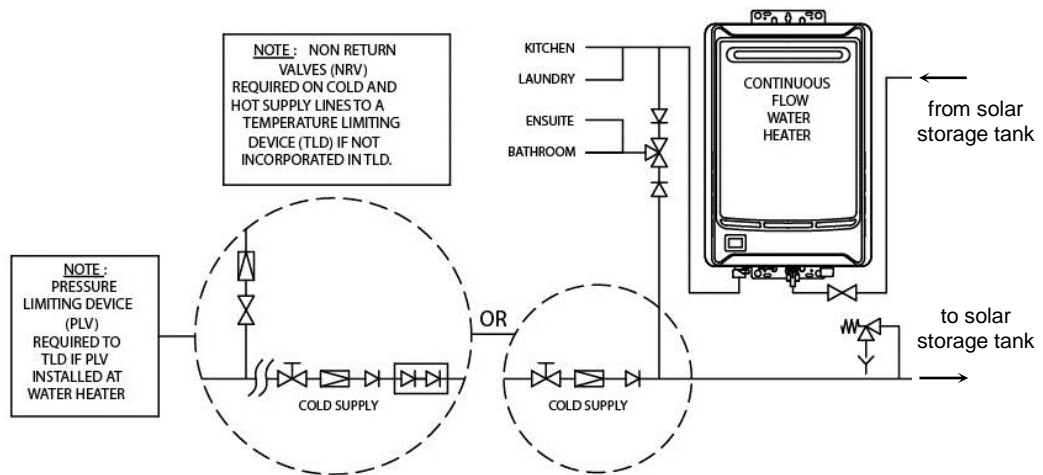 NOTE : NON RETURN
VALVES (NRV)
REQUIRED ON COLD AND
HOT SUPPLY LINES TO A
TEMPERATURE LIMITING
DEVICE (TLD) IF NOT
INCORPORATED IN TLD.
KITCHEN
LAUNDRY
ENSUITE
BATHROOM
CONTINUOUS
FLOW
WATER
HEATER
from solar
storage tank
NOTE :
PRESSURE
LIMITING DEVICE
(PLV)
REQUIRED TO
TLD IF PLV
INSTALLED AT
WATER HEATER
OR
COLD SUPPLY
COLD SUPPLY
to solar
storage tank